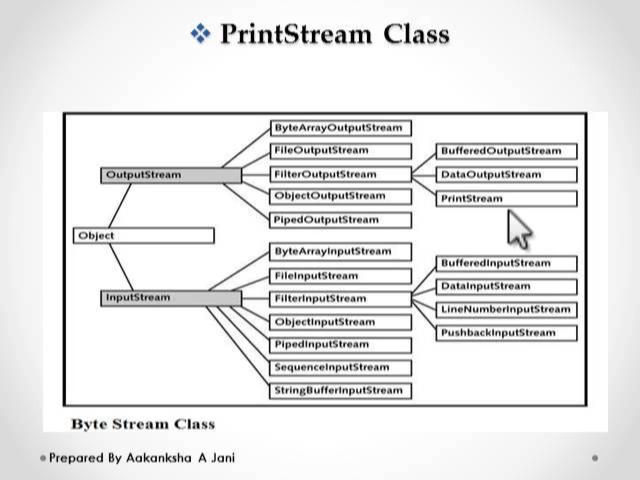 ❖ PrintStream Class
ByteArrayOutputStream
FileOutputStream
FilterOutputStream
ObjectOutputStream
PipedOutputStream
BufferedOutputStream
DataOutputStream
PrintStream
OutputStream
Object
InputStream
ByteArrayInputStream
FileInputStream
FilterInputStream
ObjectInputStream
PipedInputStream
SequenceInputStream
StringBufferInputStream
BufferedInputStream
DataInputStream
LineNumberInputStream
PushbackInputStream
Byte Stream Class
Prepared By Aakanksha A Jani